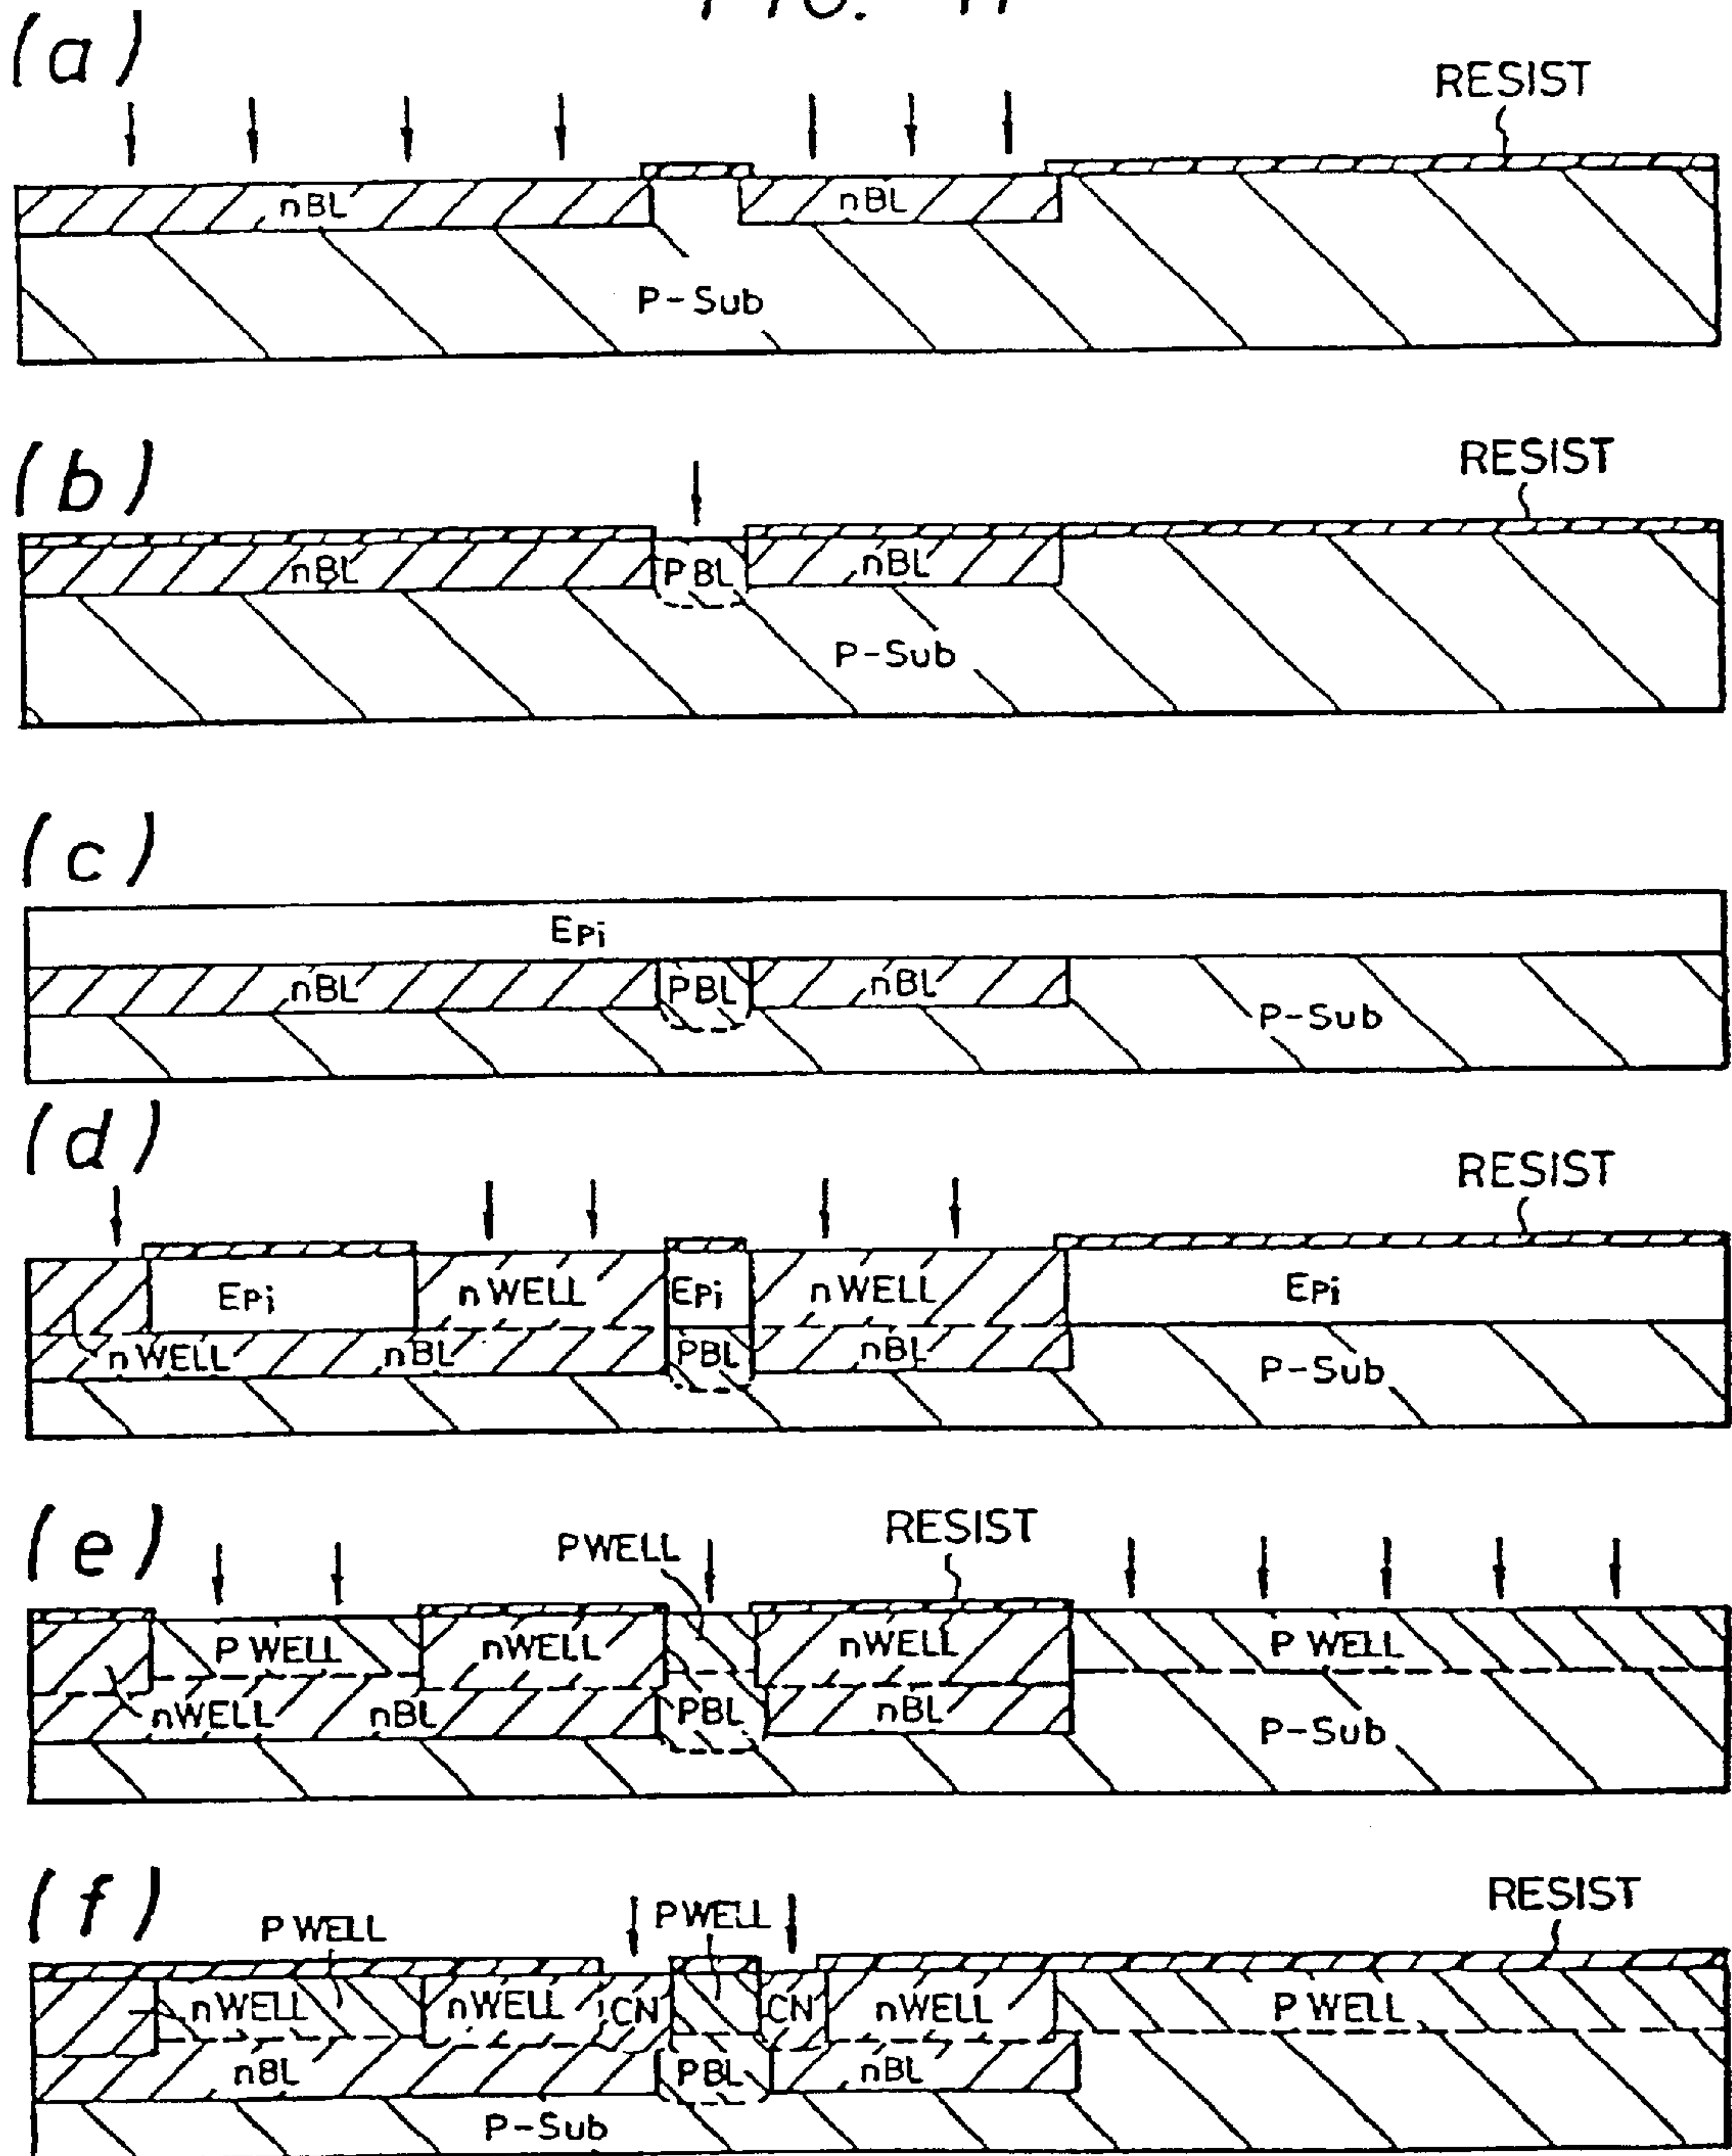 FIG.
(a)
RESIST
nBL nBL
P-Sub
(b)
RESIST
nBL PBL nBL
P-Sub
(c)
Epi
nBL PBL nBL
P-Sub
(d)
RESIST
Epi nWELL Epi nWELL Epi
nWELL nBL PBL nBL P-Sub
(e)
PWELL RESIST
P WELL nWELL nWELL P WELL
nWELL nBL PBL nBL P-Sub
(f)
P WELL PWELL RESIST
nWELL nWELL CN CN nWELL P WELL
nBL PBL nBL
P-Sub